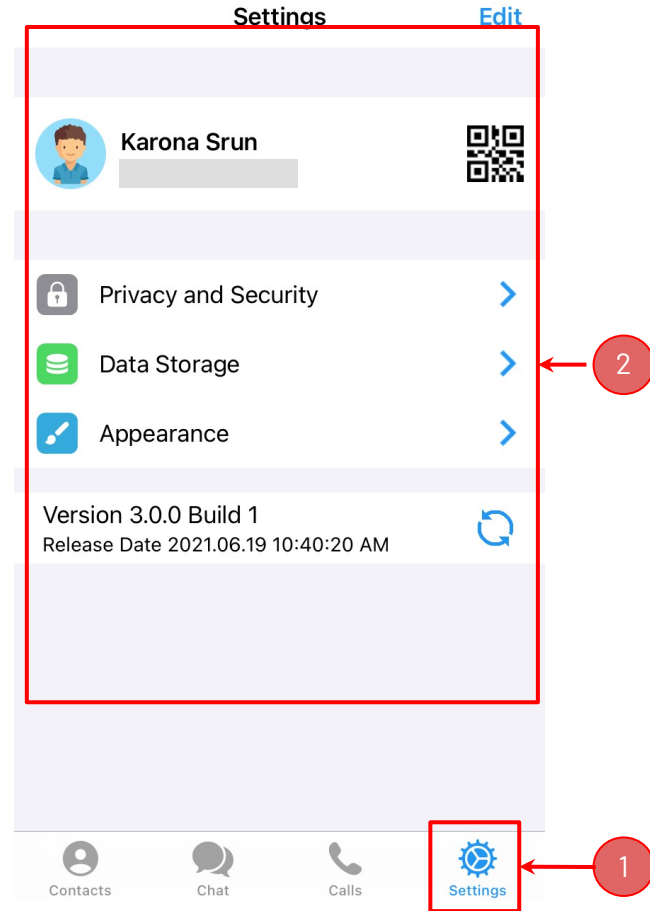 Settings Edit
Karona Srun
Privacy and Security
Data Storage
2
Appearance
Version 3.0.0 Build 1
Release Date 2021.06.19 10:40:20 AM
1
Contacts Chat Calls Settings